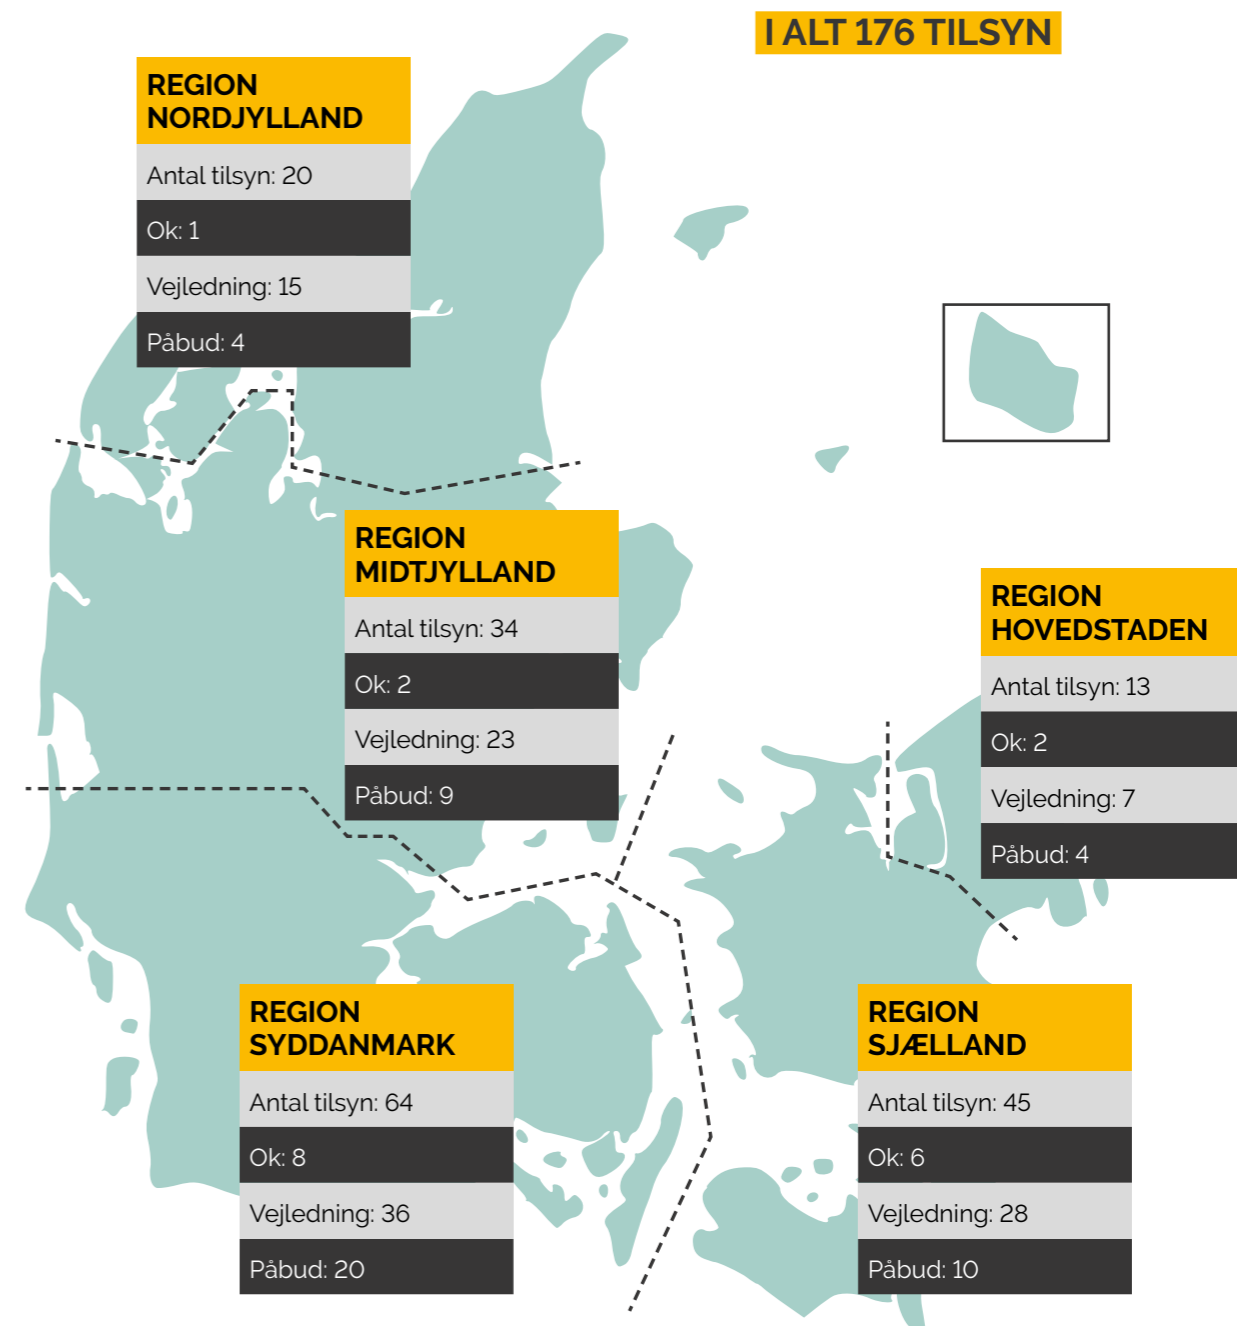 I ALT 176 TILSYN
REGION
NORDJYLLAND
Antal tilsyn: 20
Ok: 1
Vejledning: 15
Påbud: 4
REGION
MIDTJYLLAND
Antal tilsyn: 34
Ok: 2
Vejledning: 23
Påbud: 9
REGION
HOVEDSTADEN
Antal tilsyn: 13
Ok: 2
Vejledning: 7
Påbud: 4
REGION
SYDDANMARK
Antal tilsyn: 64
Ok: 8
Vejledning: 36
Påbud: 20
REGION
SJÆLLAND
Antal tilsyn: 45
Ok: 6
Vejledning: 28
Påbud: 10